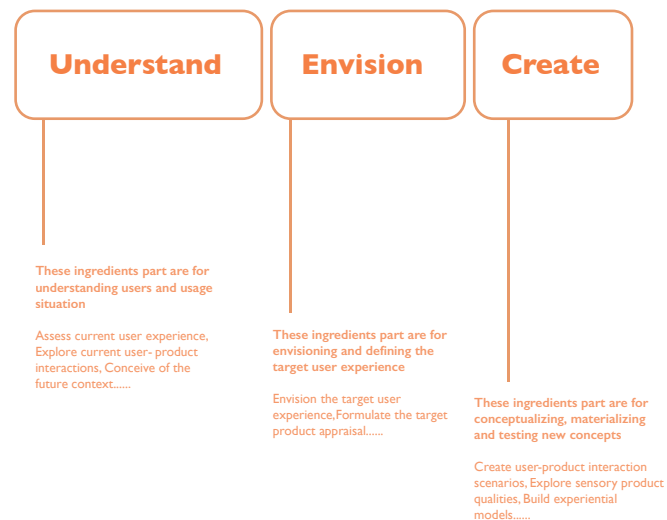 Understand
Envision
Create
These ingredients part are for
understanding users and usage
situation
Assess current user experience,
Explore current user- product
interactions, Conceive of the
future context......
These ingredients part are for
envisioning and defining the
target user experience
Envision the target user
experience,Formulate the target
product appraisal......
These ingredients part are for
conceptualizing, materializing
and testing new concepts
Create user-product interaction
scenarios, Explore sensory product
qualities, Build experiential
models......